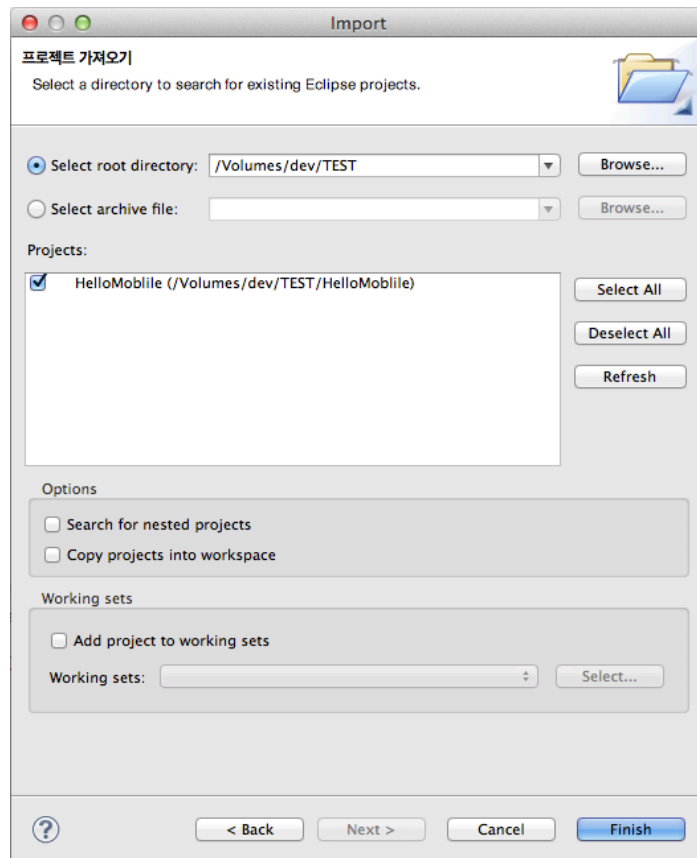 Import
프로젝트 가져오기
Select a directory to search for existing Eclipse projects.
Select root directory: /Volumes/dev/TEST Browse...
Select archive file: Browse...
Projects:
HelloMoblile (/Volumes/dev/TEST/HelloMoblile)
Select All
Deselect All
Refresh
Options
Search for nested projects
Copy projects into workspace
Working sets
Add project to working sets
Working sets: Select...
? < Back Next > Cancel Finish